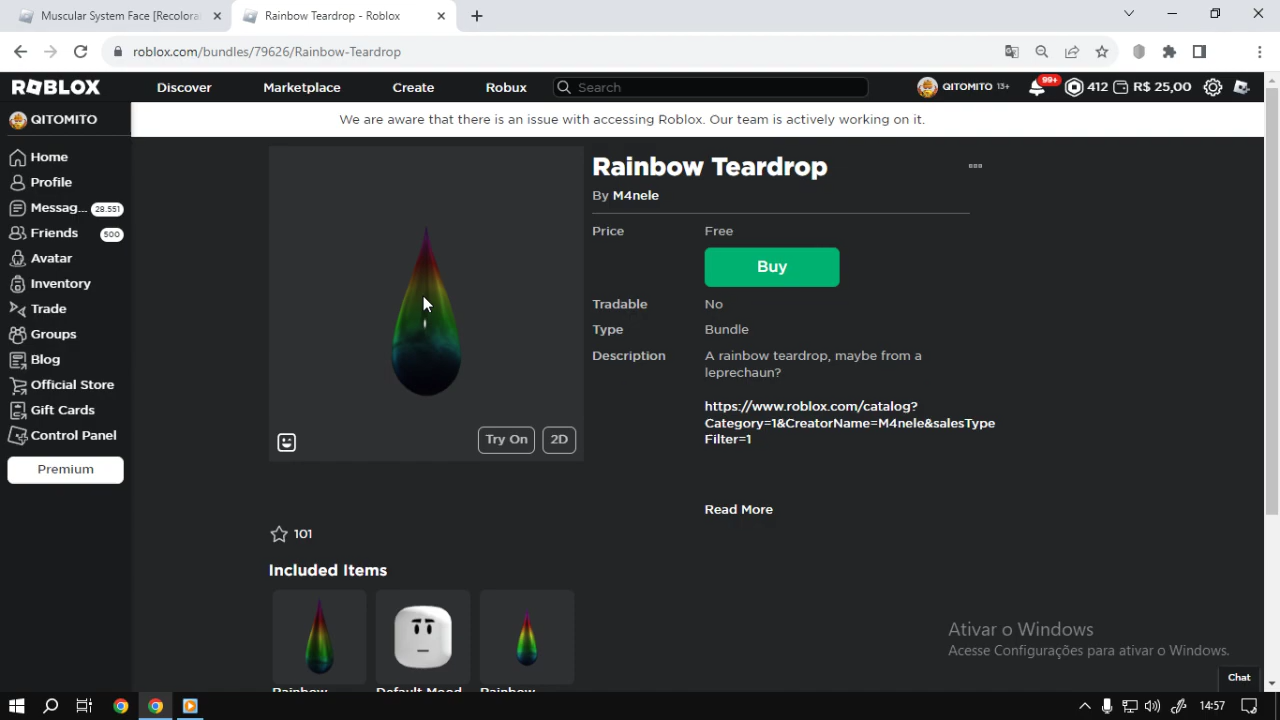 Muscular System Face [Recolora
Rainbow Teardrop - Roblox
roblox.com/bundles/79626/Rainbow-Teardrop
ROBLOX
Discover
Marketplace
Create
Robux
Search
QITOMITO 13+
99+
412
R$ 25,00
QITOMITO
We are aware that there is an issue with accessing Roblox. Our team is actively working on it.
Home
Profile
Messag... 28.551
Friends 500
Avatar
Inventory
Trade
Groups
Blog
Official Store
Gift Cards
Control Panel
Premium
Try On
2D
101
Rainbow Teardrop
By M4nele
Price Free
Buy
Tradable No
Type Bundle
Description A rainbow teardrop, maybe from a
leprechaun?
https://www.roblox.com/catalog?
Category=1&CreatorName=M4nele&salesType
Filter=1
Read More
Included Items
Rainbow
Default Mood
Rainbow
Ativar o Windows
Acesse Configurações para ativar o Windows.
Chat
14:57